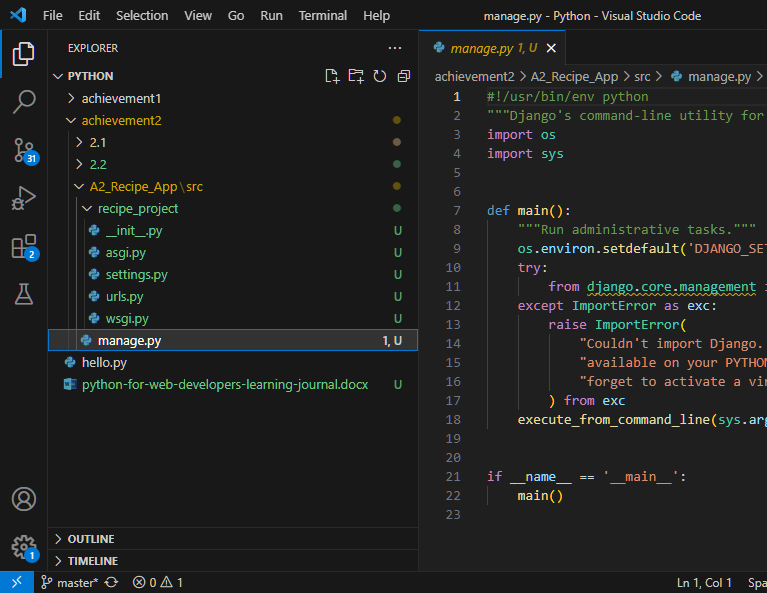 File Edit Selection View Go Run Terminal Help manage.py - Python - Visual Studio Code
EXPLORER ···
PYTHON
achievement1
achievement2
2.1
2.2
A2_Recipe_App\src
recipe_project
__init__.py U
asgi.py U
settings.py U
urls.py U
wsgi.py U
manage.py 1, U
hello.py
python-for-web-developers-learning-journal.docx U
OUTLINE
TIMELINE
31
2
1
manage.py 1, U
achievement2 > A2_Recipe_App > src > manage.py >
1 #!/usr/bin/env python
2 """Django's command-line utility for
3 import os
4 import sys
5
6
7 def main():
8 """Run administrative tasks."""
9 os.environ.setdefault('DJANGO_SE
10 try:
11 from django.core.management i
12 except ImportError as exc:
13 raise ImportError(
14 "Couldn't import Django.
15 "available on your PYTHON
16 "forget to activate a vir
17 ) from exc
18 execute_from_command_line(sys.arg
19
20
21 if __name__ == '__main__':
22 main()
23
master* 0 1 Ln 1, Col 1 Spa